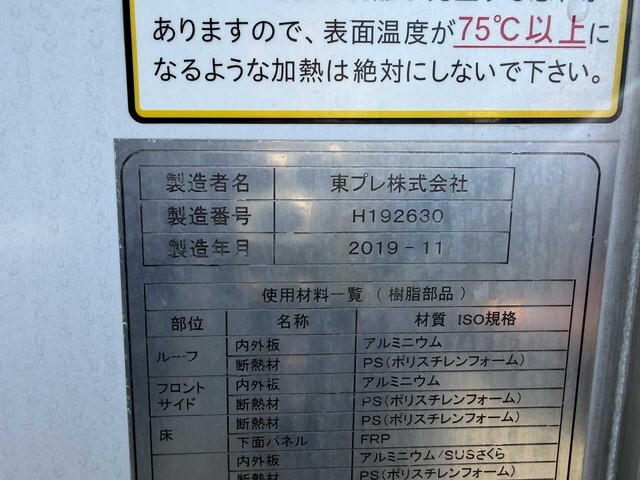 ありますので、表面温度が75℃以上に
なるような加熱は絶対にしないで下さい。
製造者名 東プレ株式会社
製造番号 H192630
製造年月 2019-11
使用材料一覧(樹脂部品)
部位 名称 材質 ISO規格
ルーフ 内外板 アルミニウム
断熱材 PS(ポリスチレンフォーム)
フロント 内外板 アルミニウム
サイド 断熱材 PS(ポリスチレンフォーム)
床 断熱材 PS(ポリスチレンフォーム)
下面パネル FRP
内外板 アルミニウム/SUSさくら
断熱材 PS(ポリスチレンフォーム)